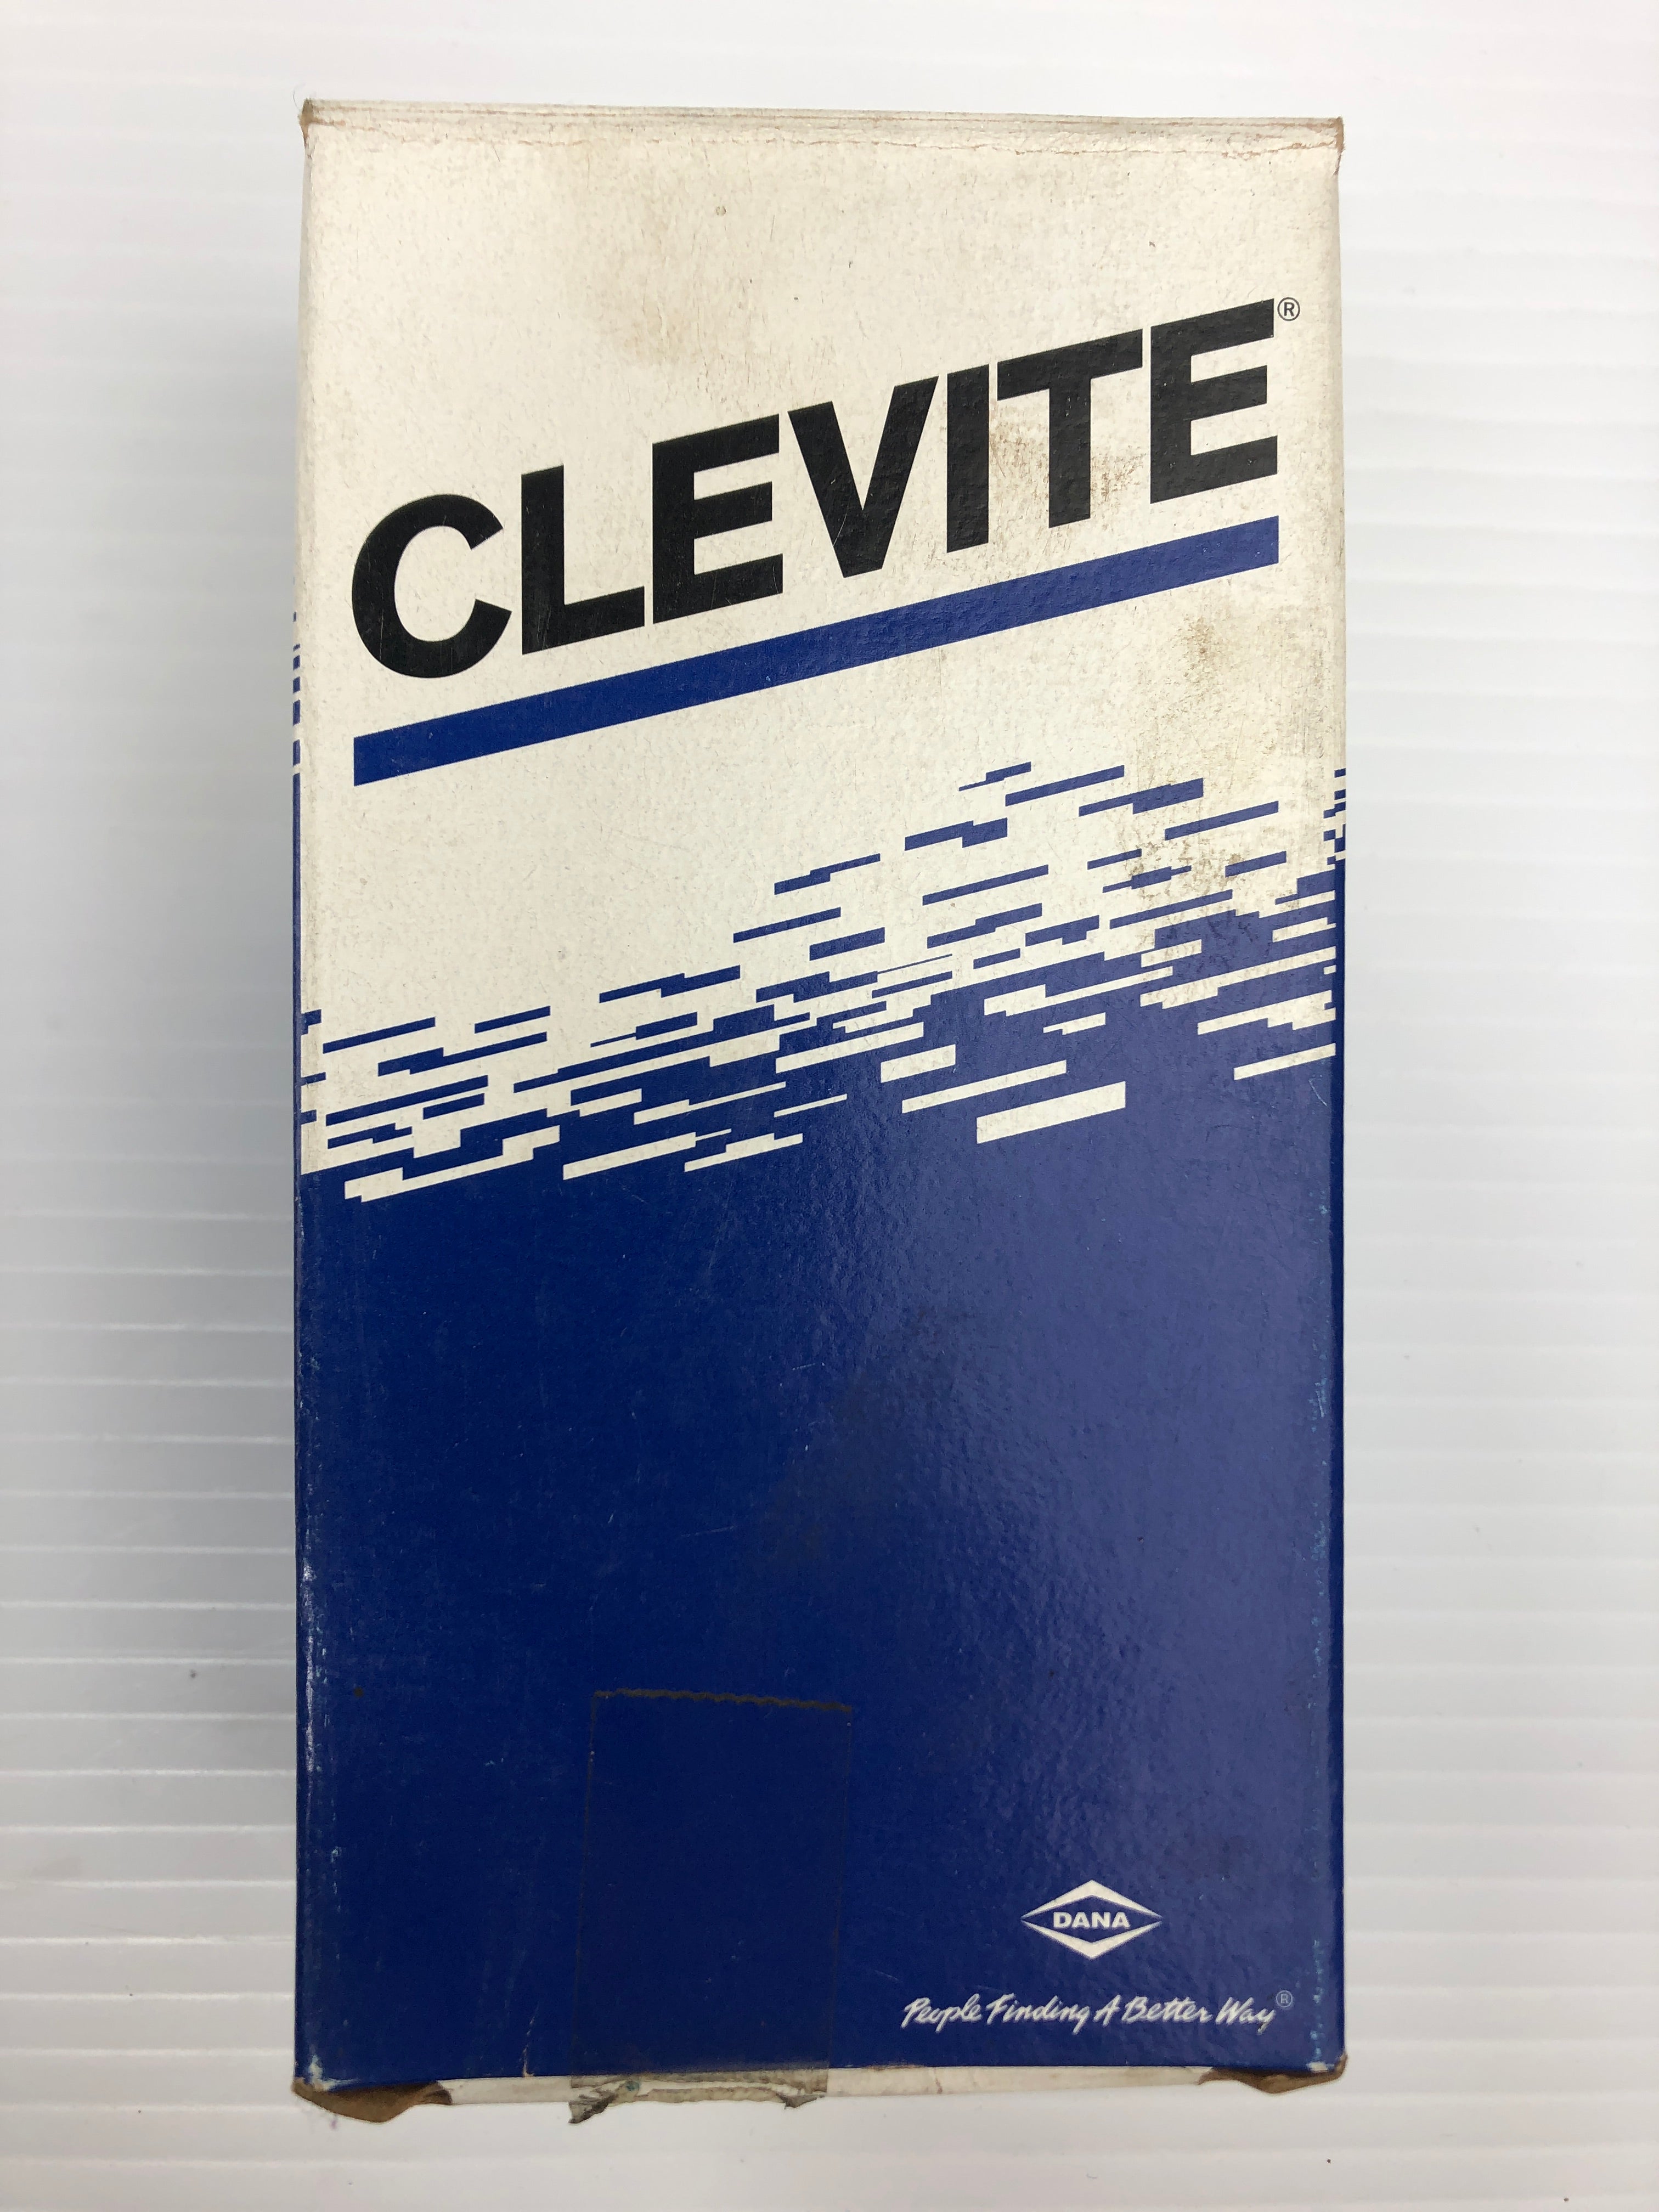 CLEVITE®
DANA
People Finding A Better Way®